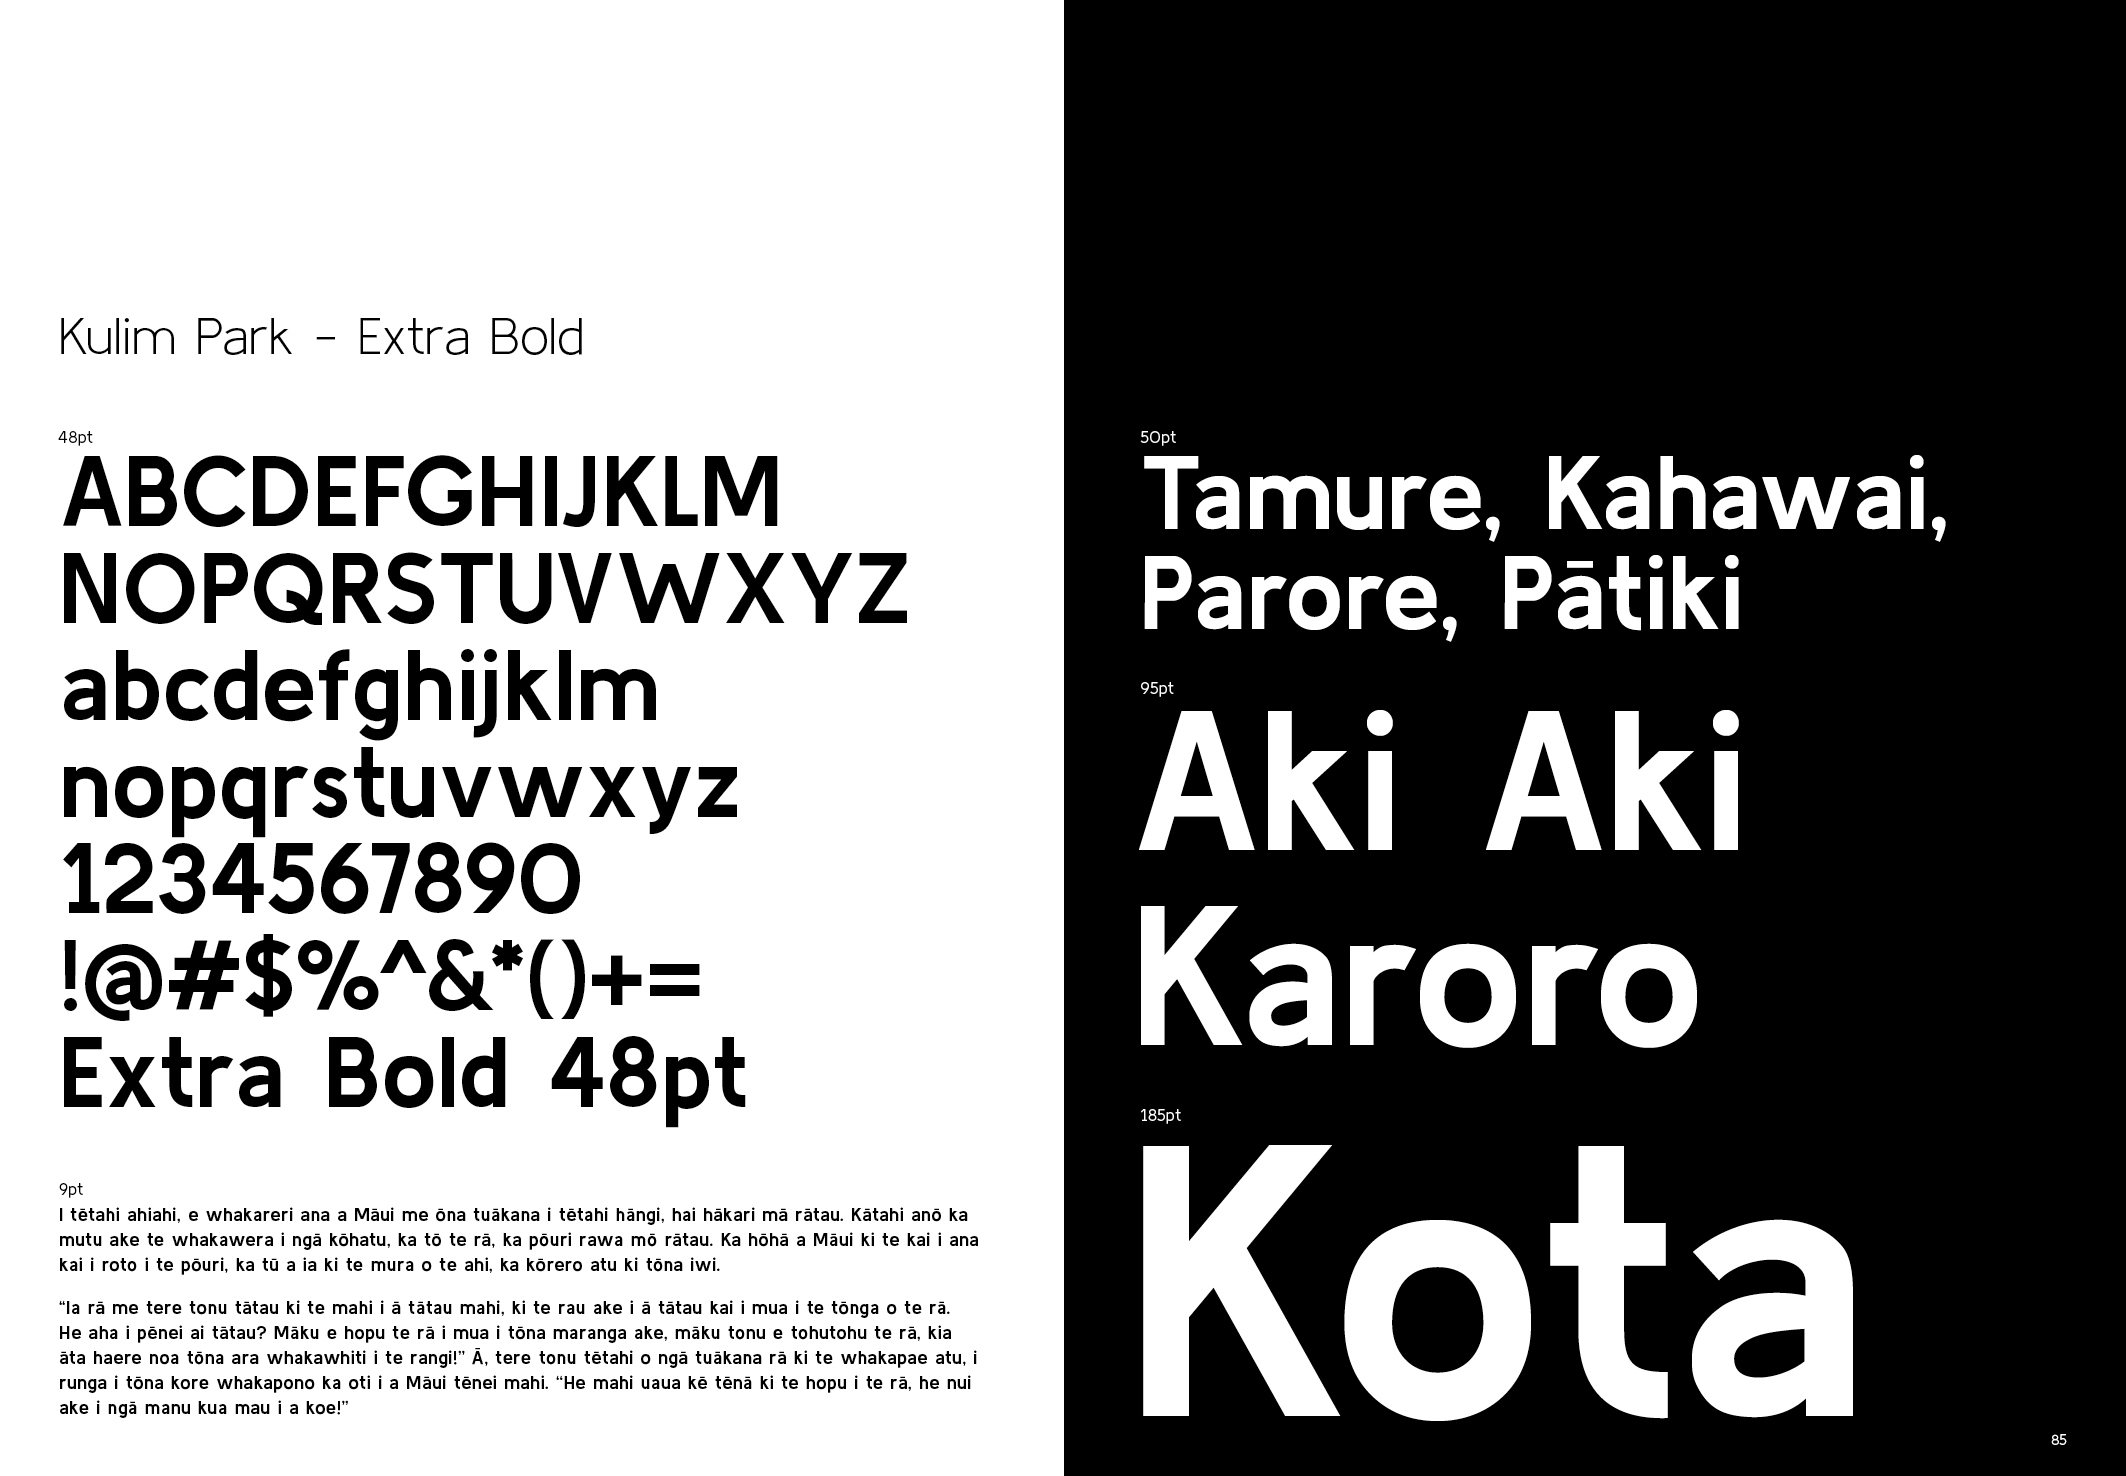 Kulim Park - Extra Bold
48pt
ABCDEFGHIJKLM
NOPQRSTUVWXYZ
abcdefghijklm
nopqrstuvwxyz
1234567890
!@#$%^&*()+=
Extra Bold 48pt
9pt
I tētahi ahiahi, e whakareri ana a Māui me ōna tuākana i tētahi hāngi, hai hākari mā rātau. Kātahi anō ka
mutu ake te whakawera i ngā kōhatu, ka tō te rā, ka pōuri rawa mō rātau. Ka hōhā a Māui ki te kai i ana
kai i roto i te pōuri, ka tū a ia ki te mura o te ahi, ka kōrero atu ki tōna iwi.
“Ia rā me tere tonu tātau ki te mahi i ā tātau mahi, ki te rau ake i ā tātau kai i mua i te tōnga o te rā.
He aha i pēnei ai tātau? Māku e hopu te rā i mua i tōna maranga ake, māku tonu e tohutohu te rā, kia
āta haere noa tōna ara whakawhiti i te rangi!” Ā, tere tonu tētahi o ngā tuākana rā ki te whakapae atu, i
runga i tōna kore whakapono ka oti i a Māui tēnei mahi. “He mahi uaua kē tēnā ki te hopu i te rā, he nui
ake i ngā manu kua mau i a koe!”
50pt
Tamure, Kahawai,
Parore, Pātiki
95pt
Aki Aki
Karoro
185pt
Kota
85